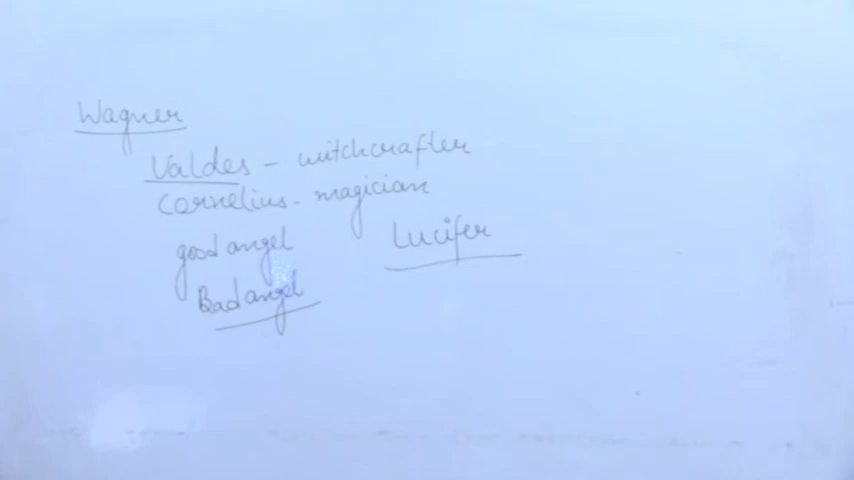 Wagner
Valdes - witchcrafter
Cornelius - magician
good angel
Lucifer
Bad angel